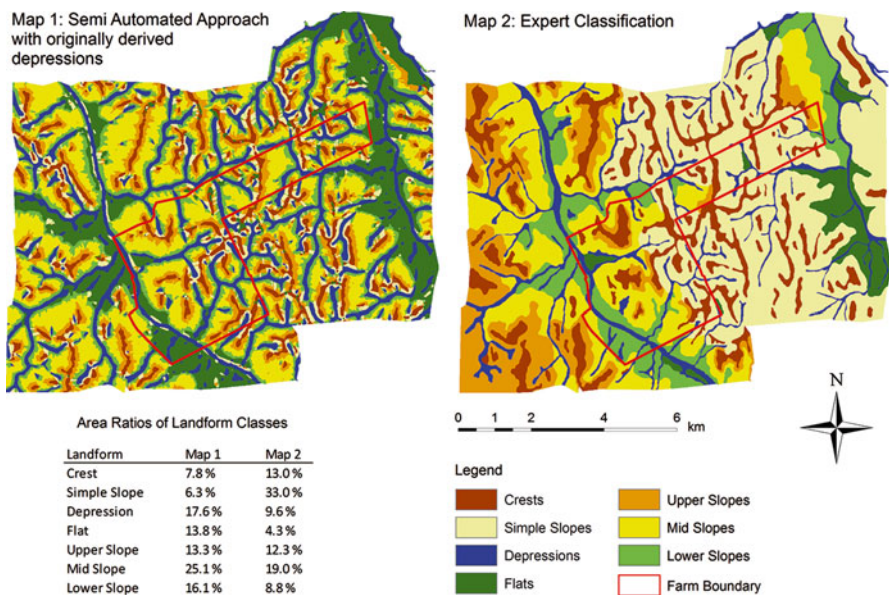 Map 1: Semi Automated Approach
with originally derived
depressions
Map 2: Expert Classification
Area Ratios of Landform Classes
Landform Map 1 Map 2
Crest 7.8 % 13.0 %
Simple Slope 6.3 % 33.0 %
Depression 17.6 % 9.6 %
Flat 13.8 % 4.3 %
Upper Slope 13.3 % 12.3 %
Mid Slope 25.1 % 19.0 %
Lower Slope 16.1 % 8.8 %
N
0 1 2 4 6
km
Legend
Crests
Simple Slopes
Depressions
Flats
Upper Slopes
Mid Slopes
Lower Slopes
Farm Boundary